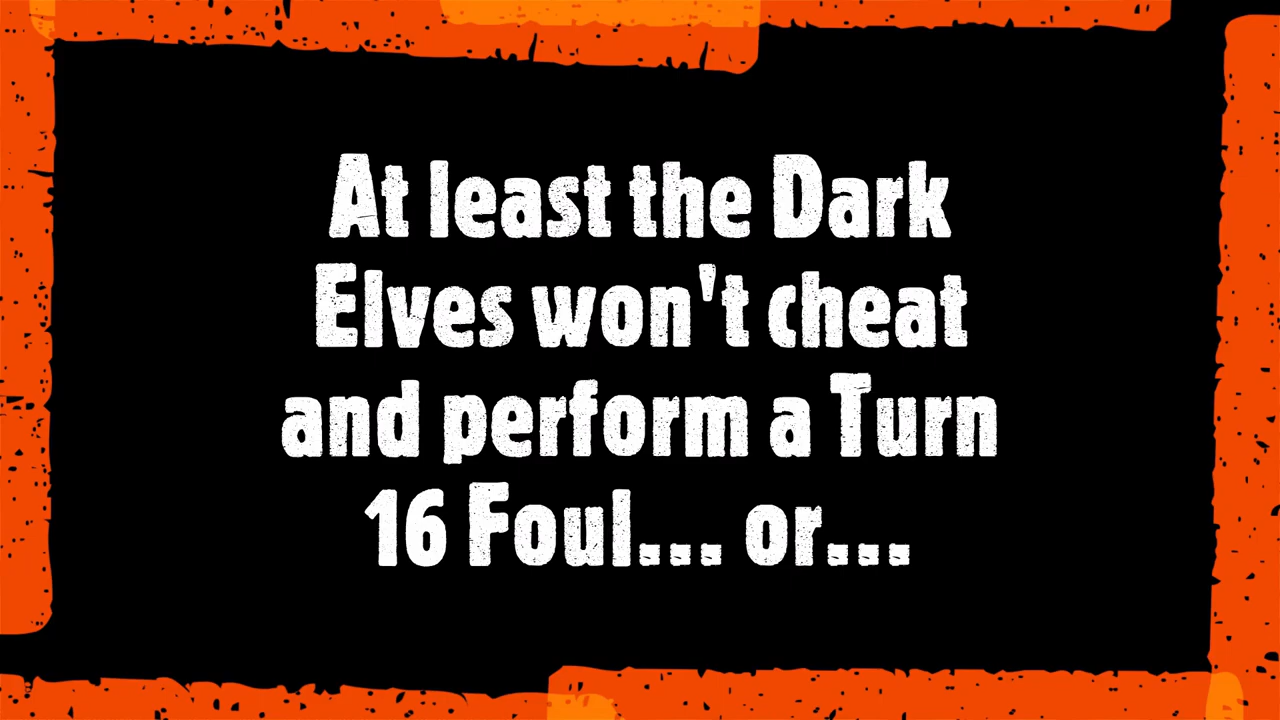 At least the Dark
Elves won't cheat
and perform a Turn
16 Foul... or...